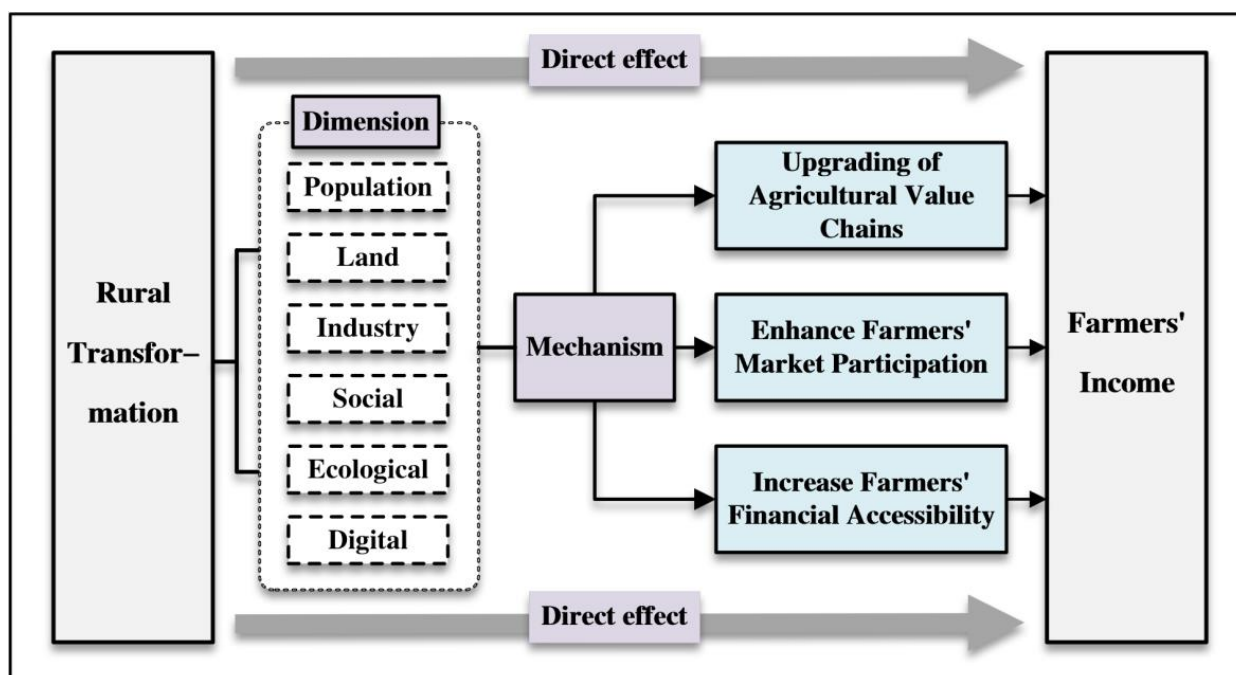 Direct effect
Rural
Transfor–
mation
Dimension
Population
Land
Industry
Social
Ecological
Digital
Mechanism
Upgrading of
Agricultural Value
Chains
Enhance Farmers'
Market Participation
Increase Farmers'
Financial Accessibility
Farmers'
Income
Direct effect